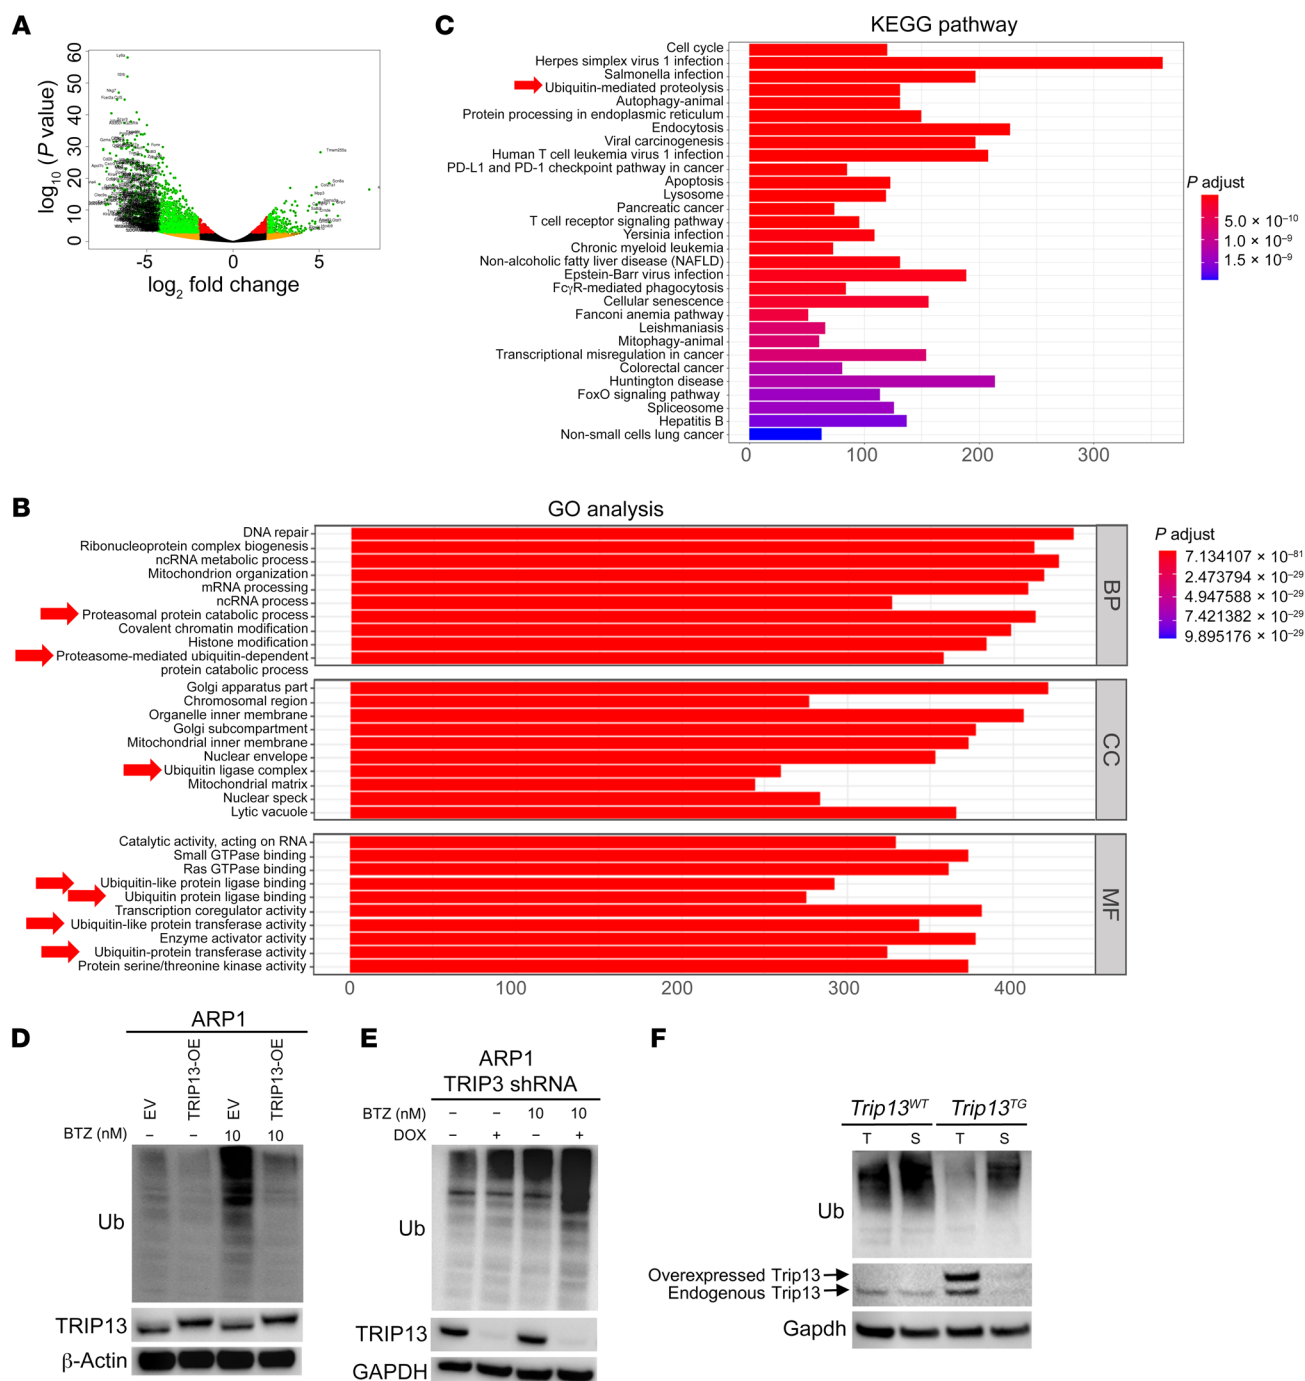 A
log10 (P value)
60
50
40
30
20
10
0
Tmem255a
-5
0
5
log2 fold change
C
KEGG pathway
Cell cycle
Herpes simplex virus 1 infection
Salmonella infection
Ubiquitin-mediated proteolysis
Autophagy-animal
Protein processing in endoplasmic reticulum
Endocytosis
Viral carcinogenesis
Human T cell leukemia virus 1 infection
PD-L1 and PD-1 checkpoint pathway in cancer
Apoptosis
Lysosome
Pancreatic cancer
T cell receptor signaling pathway
Yersinia infection
Chronic myeloid leukemia
Non-alcoholic fatty liver disease (NAFLD)
Epstein-Barr virus infection
FcγR-mediated phagocytosis
Cellular senescence
Fanconi anemia pathway
Leishmaniasis
Mitophagy-animal
Transcriptional misregulation in cancer
Colorectal cancer
Huntington disease
FoxO signaling pathway
Spliceosome
Hepatitis B
Non-small cells lung cancer
0
100
200
300
P adjust
5.0 × 10⁻¹⁰
1.0 × 10⁻⁹
1.5 × 10⁻⁹
B
GO analysis
DNA repair
Ribonucleoprotein complex biogenesis
ncRNA metabolic process
Mitochondrion organization
mRNA processing
ncRNA process
Proteasomal protein catabolic process
Covalent chromatin modification
Histone modification
Proteasome-mediated ubiquitin-dependent
protein catabolic process
BP
Golgi apparatus part
Chromosomal region
Organelle inner membrane
Golgi subcompartment
Mitochondrial inner membrane
Nuclear envelope
Ubiquitin ligase complex
Mitochondrial matrix
Nuclear speck
Lytic vacuole
CC
Catalytic activity, acting on RNA
Small GTPase binding
Ras GTPase binding
Ubiquitin-like protein ligase binding
Ubiquitin protein ligase binding
Transcription coregulator activity
Ubiquitin-like protein transferase activity
Enzyme activator activity
Ubiquitin-protein transferase activity
Protein serine/threonine kinase activity
MF
0
100
200
300
400
P adjust
7.134107 × 10⁻⁸¹
2.473794 × 10⁻²⁹
4.947588 × 10⁻²⁹
7.421382 × 10⁻²⁹
9.895176 × 10⁻²⁹
D
ARP1
EV
TRIP13-OE
EV
TRIP13-OE
BTZ (nM) – – 10 10
Ub
TRIP13
β-Actin
E
ARP1
TRIP3 shRNA
BTZ (nM) – – 10 10
DOX – + – +
Ub
TRIP13
GAPDH
F
Trip13WT Trip13TG
T S T S
Ub
Overexpressed Trip13
Endogenous Trip13
Gapdh